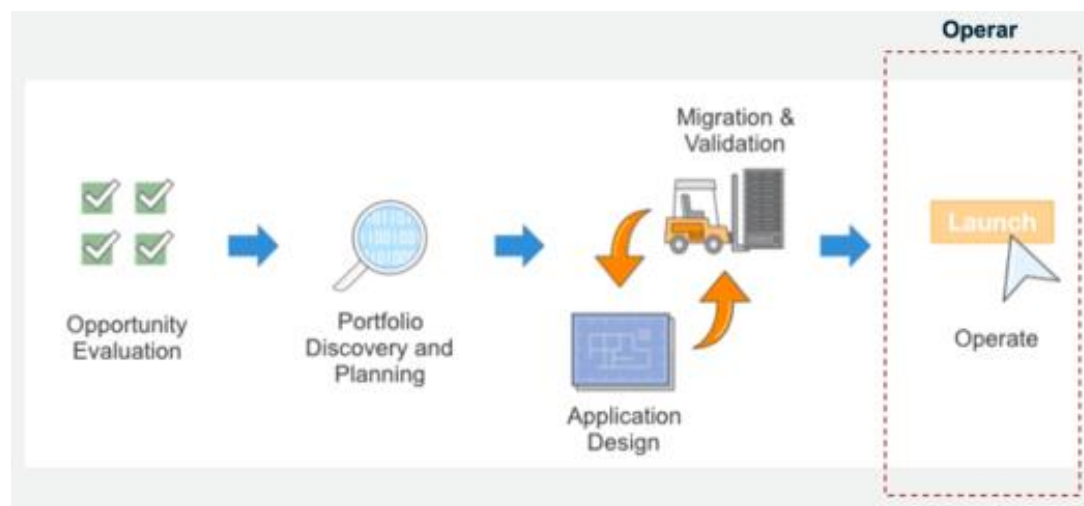 Operar
Opportunity
Evaluation
Portfolio
Discovery and
Planning
Migration &
Validation
Application
Design
Launch
Operate